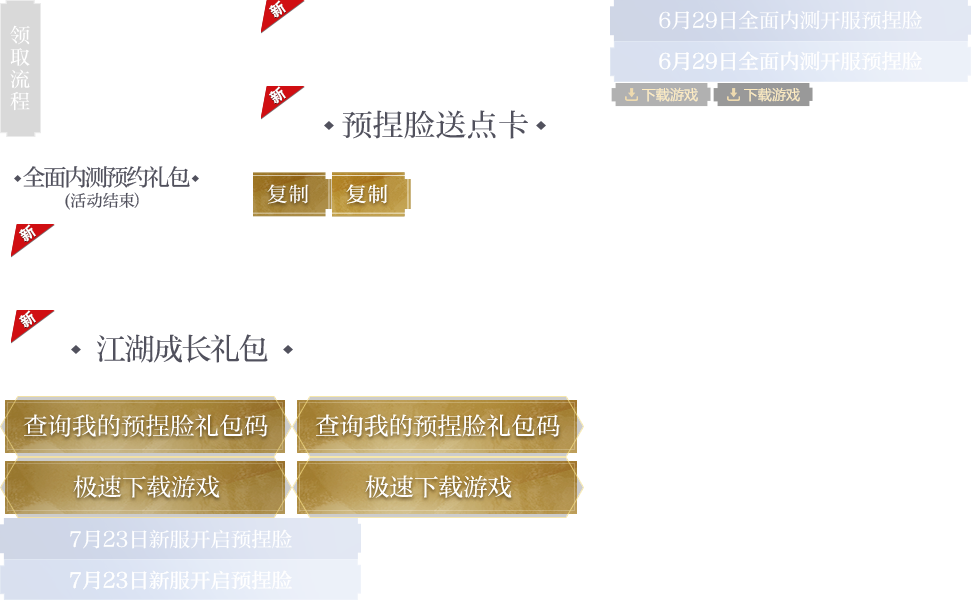 领取流程
新
6月29日全面内测开服预捏脸
6月29日全面内测开服预捏脸
下载游戏 下载游戏
新
预捏脸送点卡
全面内测预约礼包
(活动结束)
复制 复制
新
新
江湖成长礼包
查询我的预捏脸礼包码 查询我的预捏脸礼包码
极速下载游戏 极速下载游戏
7月23日新服开启预捏脸
7月23日新服开启预捏脸